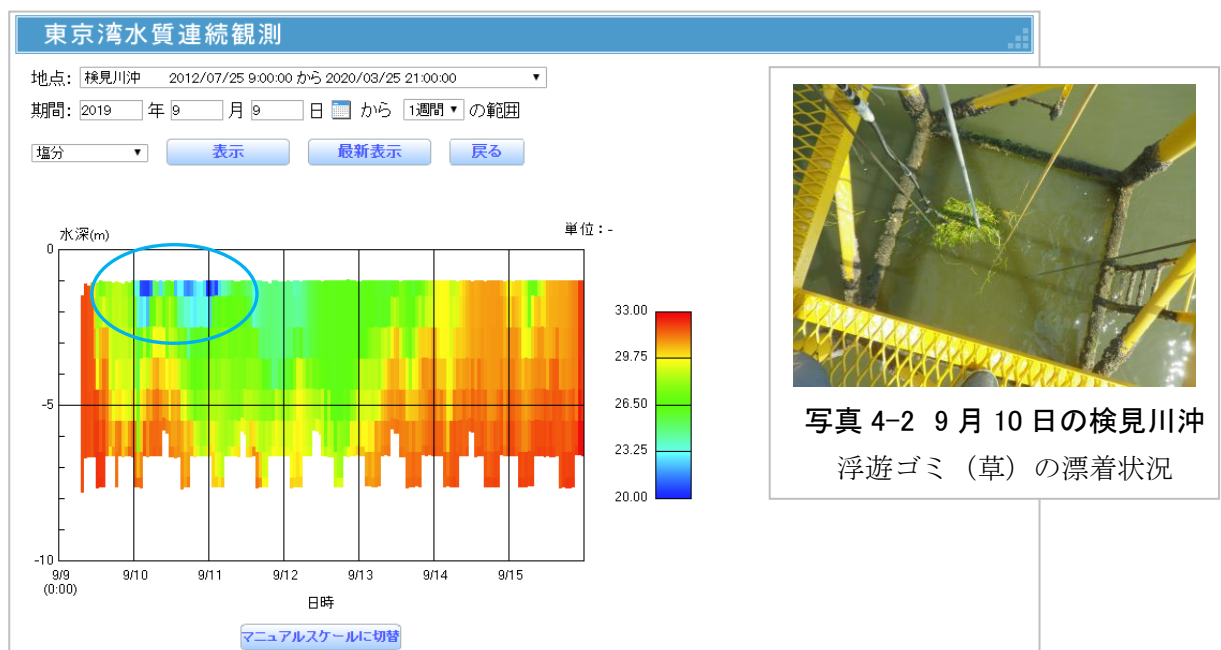 東京湾水質連続観測
地点: 検見川沖 2012/07/25 9:00:00 から 2020/03/25 21:00:00
期間: 2019 年 9 月 9 日 から 1週間 の範囲
塩分 表示 最新表示 戻る
水深(m) 単位:-
0
-5
-10
33.00
29.75
26.50
23.25
20.00
9/9 9/10 9/11 9/12 9/13 9/14 9/15
(0:00)
日時
マニュアルスケールに切替
写真 4-2 9 月 10 日の検見川沖
浮遊ゴミ（草）の漂着状況